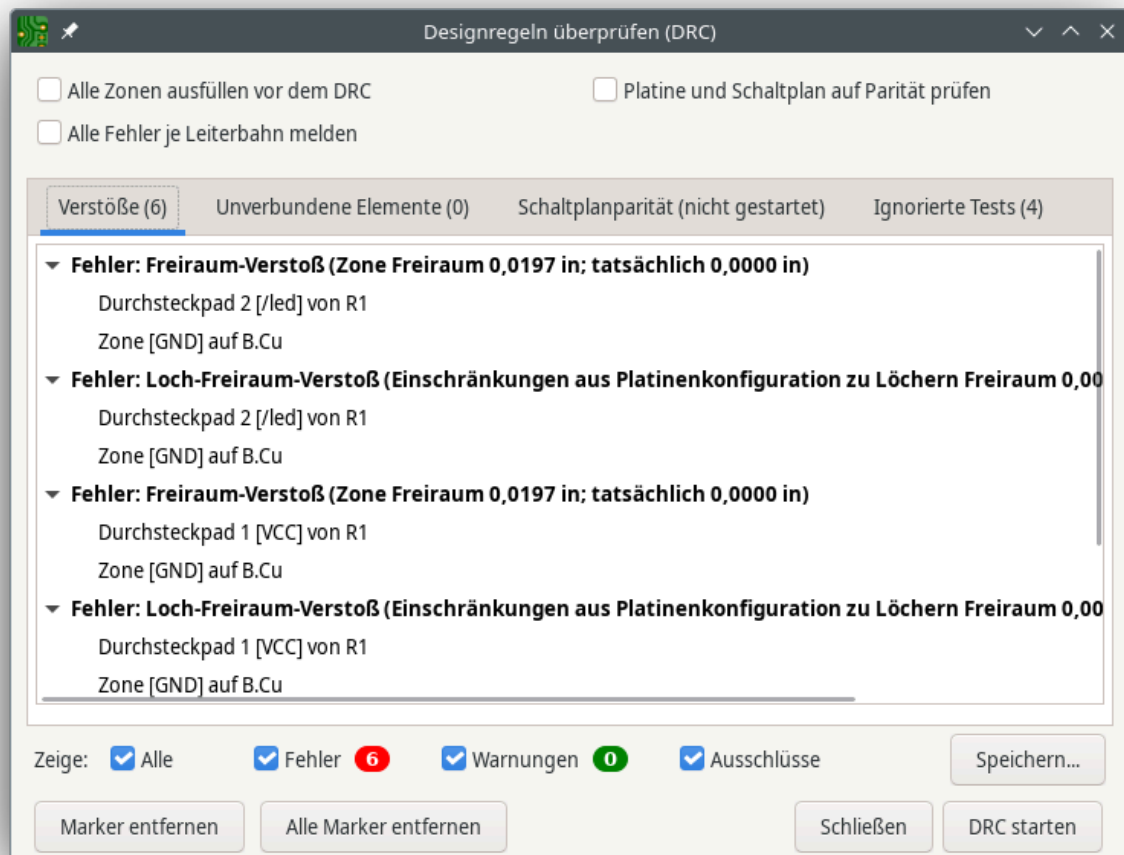 Designregeln überprüfen (DRC)
Alle Zonen ausfüllen vor dem DRC
Platine und Schaltplan auf Parität prüfen
Alle Fehler je Leiterbahn melden
Verstöße (6) Unverbundene Elemente (0) Schaltplanparität (nicht gestartet) Ignorierte Tests (4)
Fehler: Freiraum-Verstoß (Zone Freiraum 0,0197 in; tatsächlich 0,0000 in)
Durchsteckpad 2 [/led] von R1
Zone [GND] auf B.Cu
Fehler: Loch-Freiraum-Verstoß (Einschränkungen aus Platinenkonfiguration zu Löchern Freiraum 0,00
Durchsteckpad 2 [/led] von R1
Zone [GND] auf B.Cu
Fehler: Freiraum-Verstoß (Zone Freiraum 0,0197 in; tatsächlich 0,0000 in)
Durchsteckpad 1 [VCC] von R1
Zone [GND] auf B.Cu
Fehler: Loch-Freiraum-Verstoß (Einschränkungen aus Platinenkonfiguration zu Löchern Freiraum 0,00
Durchsteckpad 1 [VCC] von R1
Zone [GND] auf B.Cu
Zeige: Alle Fehler 6 Warnungen 0 Ausschlüsse Speichern...
Marker entfernen Alle Marker entfernen Schließen DRC starten